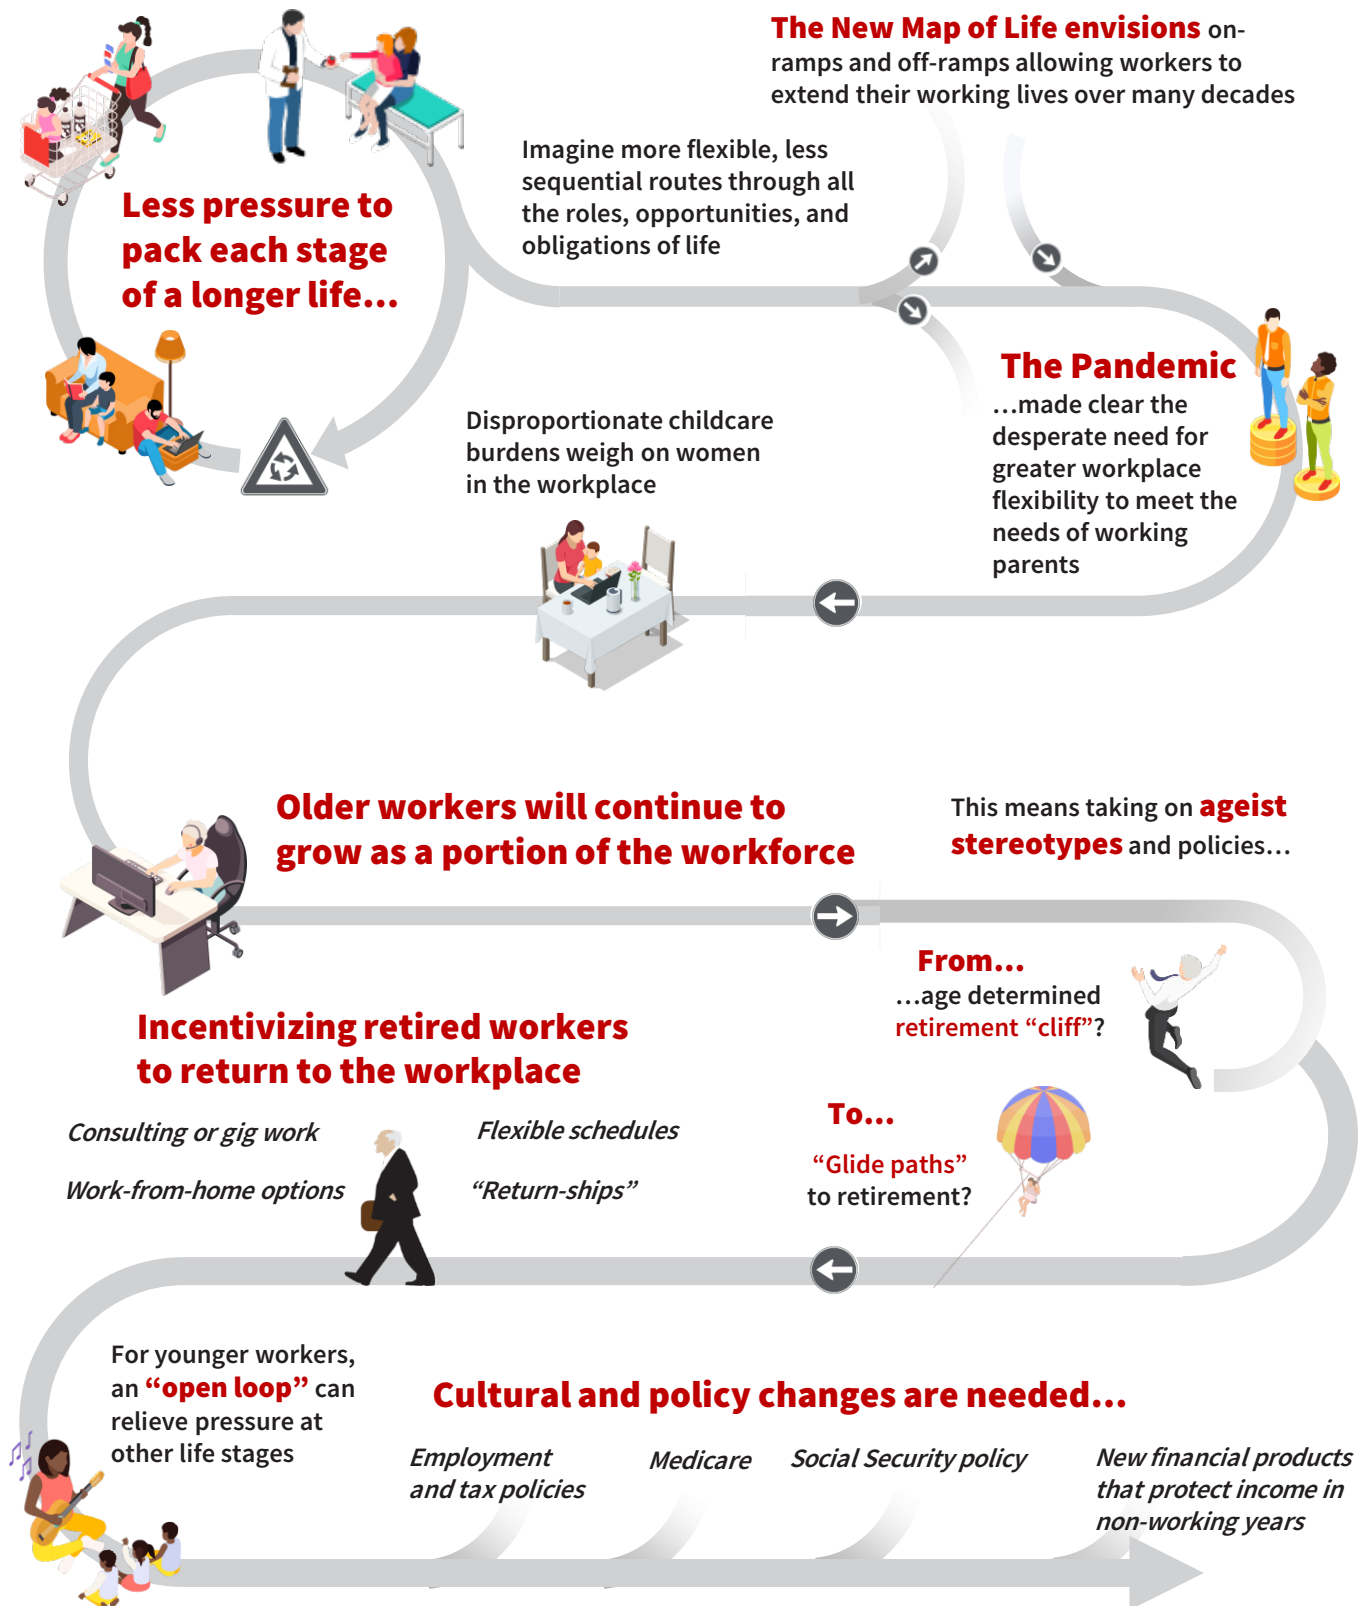 The New Map of Life envisions on-
ramps and off-ramps allowing workers to
extend their working lives over many decades
Imagine more flexible, less
sequential routes through all
the roles, opportunities, and
obligations of life
Less pressure to
pack each stage
of a longer life...
The Pandemic
...made clear the
desperate need for
greater workplace
flexibility to meet the
needs of working
parents
Disproportionate childcare
burdens weigh on women
in the workplace
Older workers will continue to
grow as a portion of the workforce
This means taking on ageist
stereotypes and policies...
From...
...age determined
retirement “cliff”?
Incentivizing retired workers
to return to the workplace
To...
“Glide paths”
to retirement?
Consulting or gig work
Flexible schedules
Work-from-home options
“Return-ships”
For younger workers,
an “open loop” can
relieve pressure at
other life stages
Cultural and policy changes are needed...
Employment
and tax policies
Medicare
Social Security policy
New financial products
that protect income in
non-working years